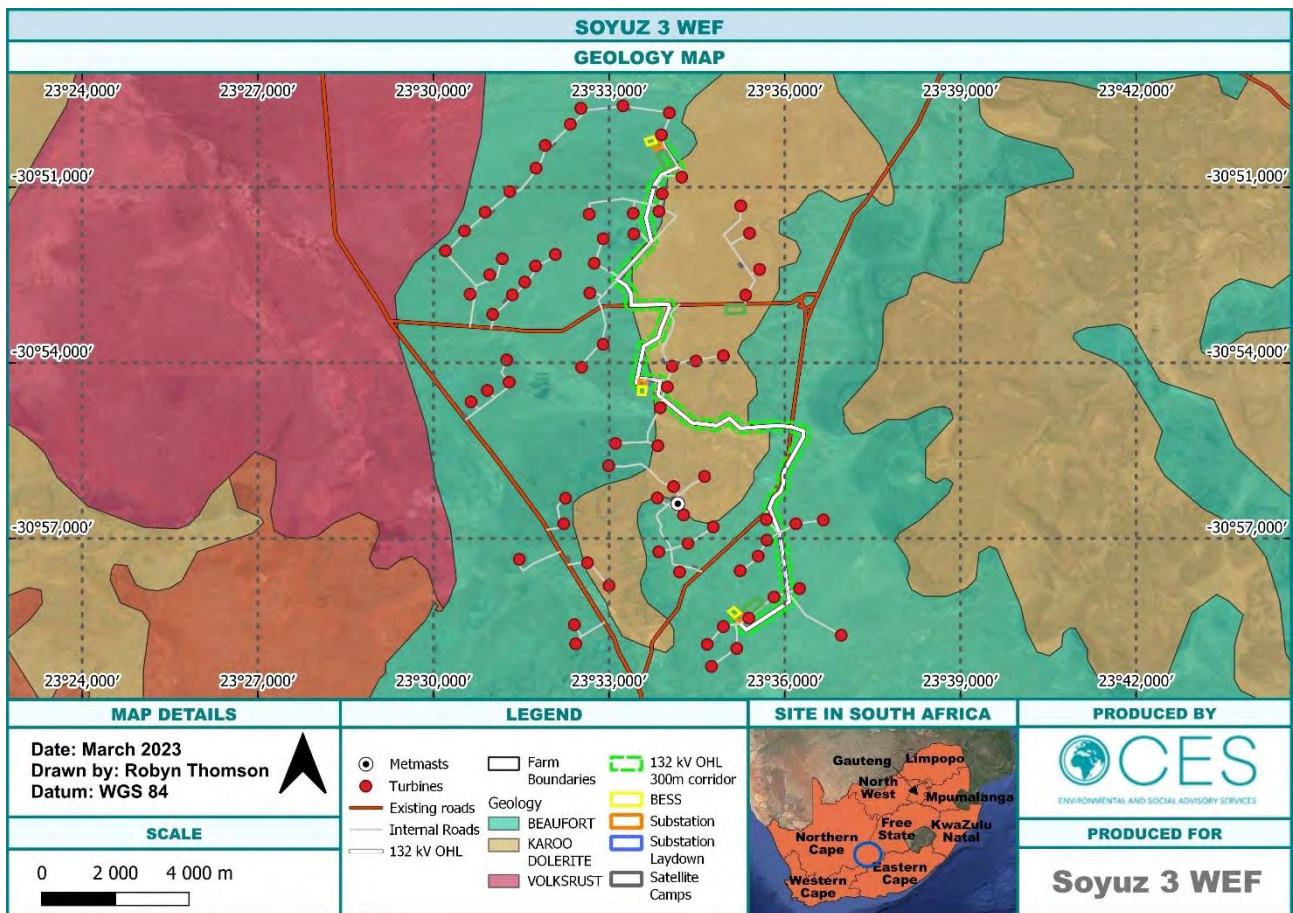 SOYUZ 3 WEF
GEOLOGY MAP
23°24,000′ 23°27,000′ 23°30,000′ 23°33,000′ 23°36,000′ 23°39,000′ 23°42,000′
-30°51,000′ -30°51,000′
-30°54,000′ -30°54,000′
-30°57,000′ -30°57,000′
23°24,000′ 23°27,000′ 23°30,000′ 23°33,000′ 23°36,000′ 23°39,000′ 23°42,000′
MAP DETAILS
Date: March 2023
Drawn by: Robyn Thomson
Datum: WGS 84
SCALE
0 2 000 4 000 m
LEGEND
Metmasts
Turbines
Existing roads
Internal Roads
132 kV OHL
Farm
Boundaries
Geology
BEAUFORT
KAROO
DOLERITE
VOLKSRUST
132 kV OHL
300m corridor
BESS
Substation
Substation
Laydown
Satellite
Camps
SITE IN SOUTH AFRICA
Gauteng
Limpopo
North
West
Mpumalanga
Free
State
KwaZulu
Natal
Northern
Cape
Eastern
Cape
Western
Cape
PRODUCED BY
CES
ENVIRONMENTAL AND SOCIAL ADVISORY SERVICES
PRODUCED FOR
Soyuz 3 WEF